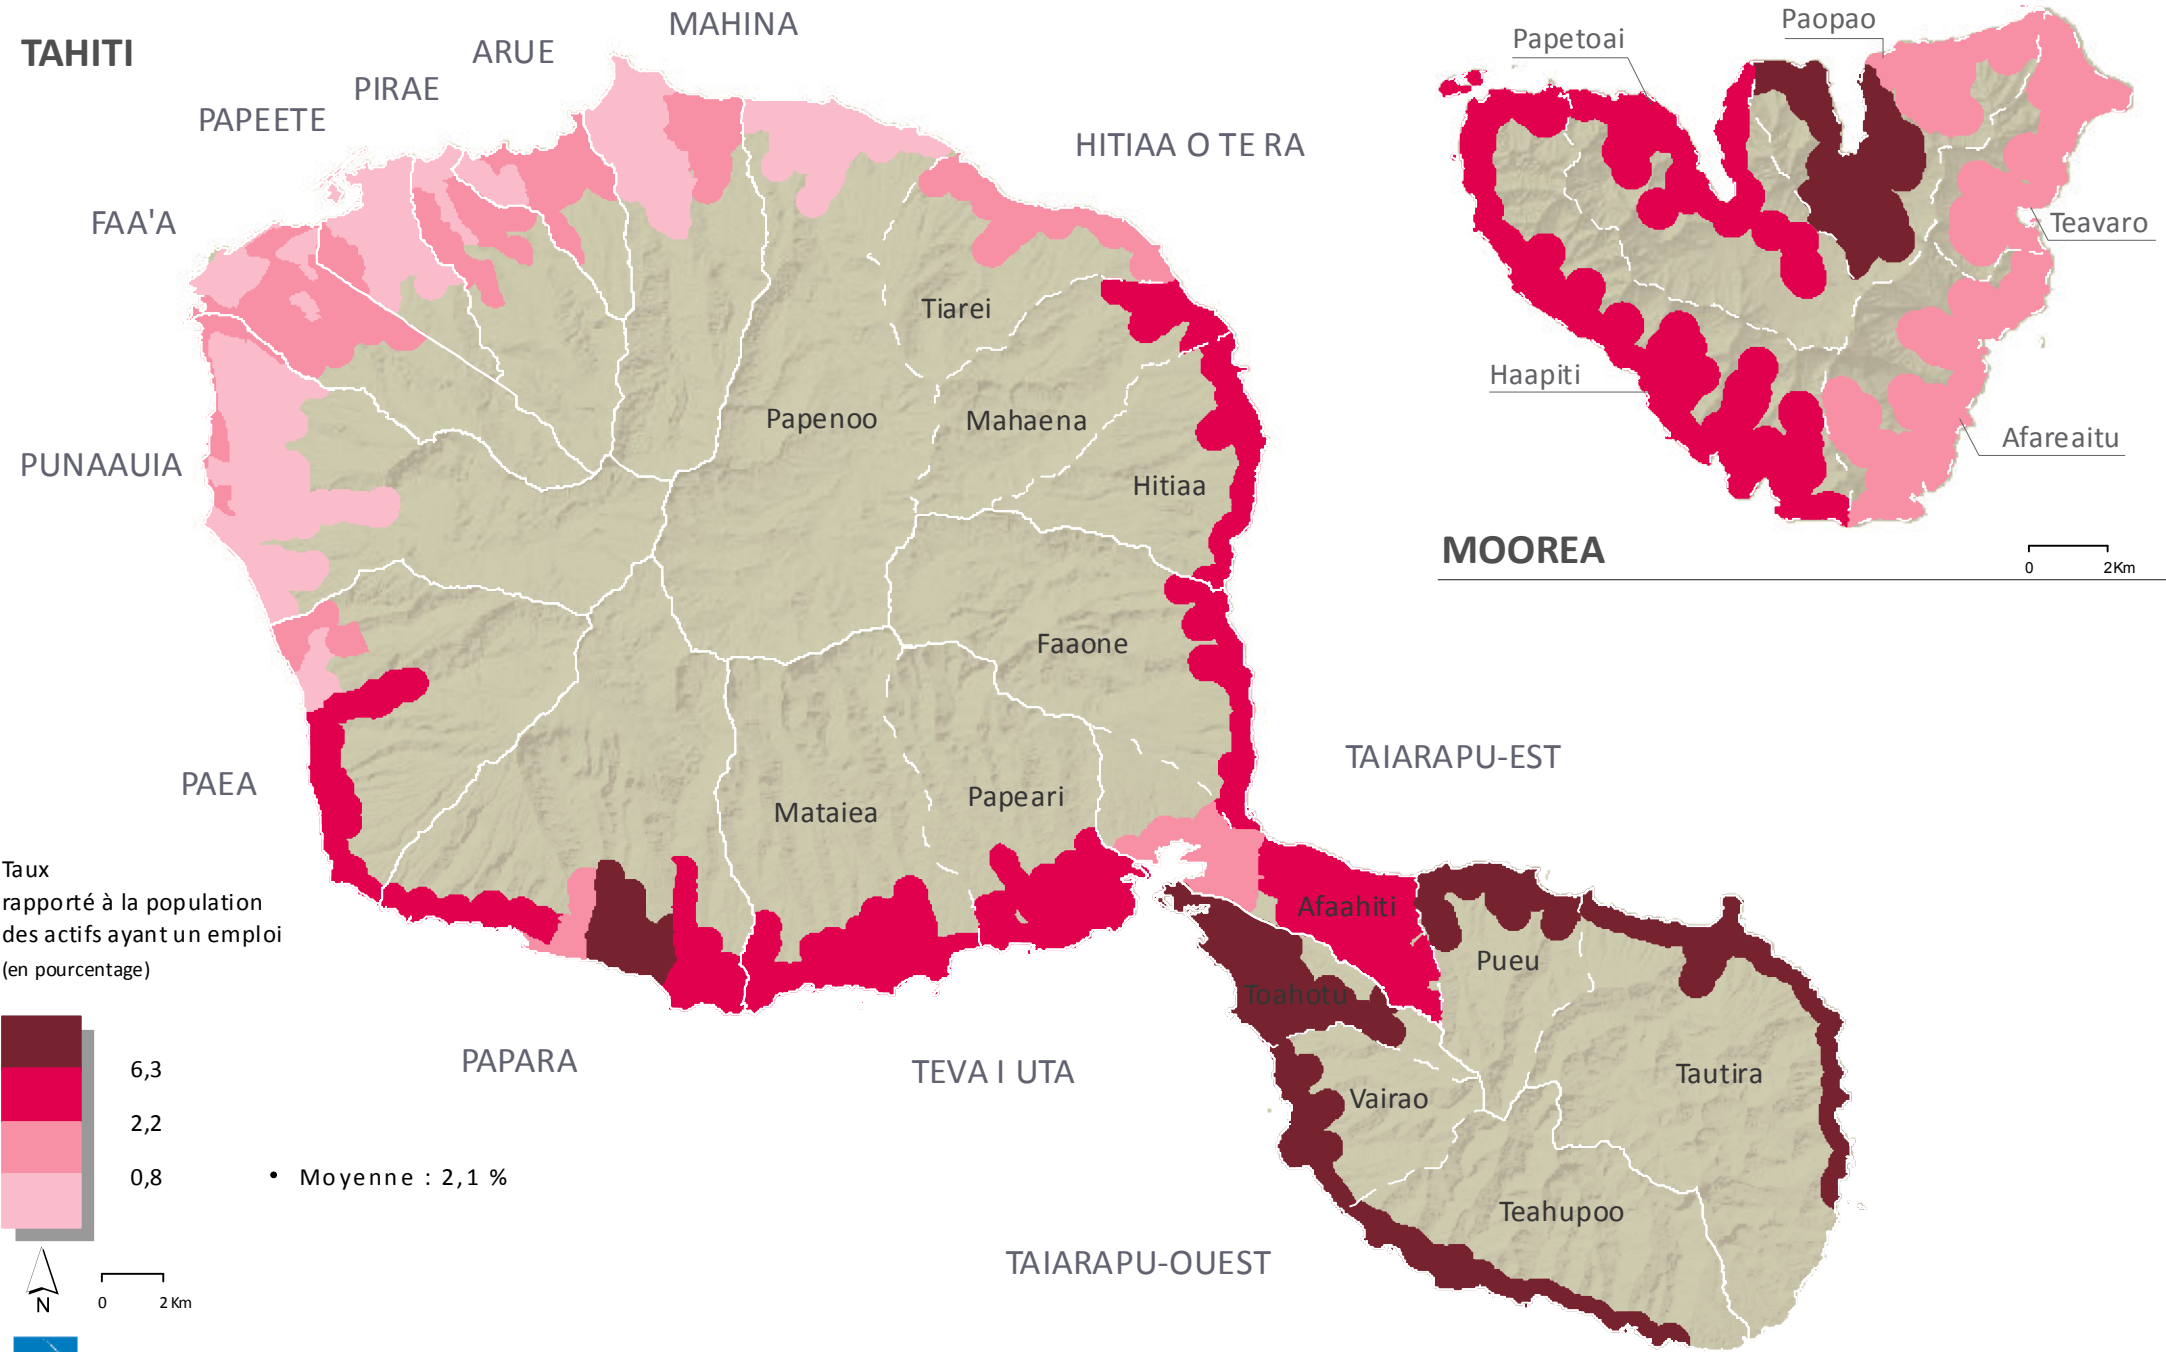 TAHITI
MAHINA
ARUE
PIRAE
PAPEETE
FAA'A
HITIAA O TE RA
Papetoai
Paopao
Teavaro
Haapiti
Afareaitu
MOOREA
0 2Km
Tiarei
Papenoo
Mahaena
Hitiaa
PUNAAUIA
Faaone
TAIARAPU-EST
PAEA
Mataiea
Papeari
Afaahiti
Pueu
Toahotu
Tautira
Vairao
Teahupoo
PAPARA
TEVA I UTA
TAIARAPU-OUEST
Taux
rapporté à la population
des actifs ayant un emploi
(en pourcentage)
6,3
2,2
0,8
• Moyenne : 2,1 %
N
0 2 Km